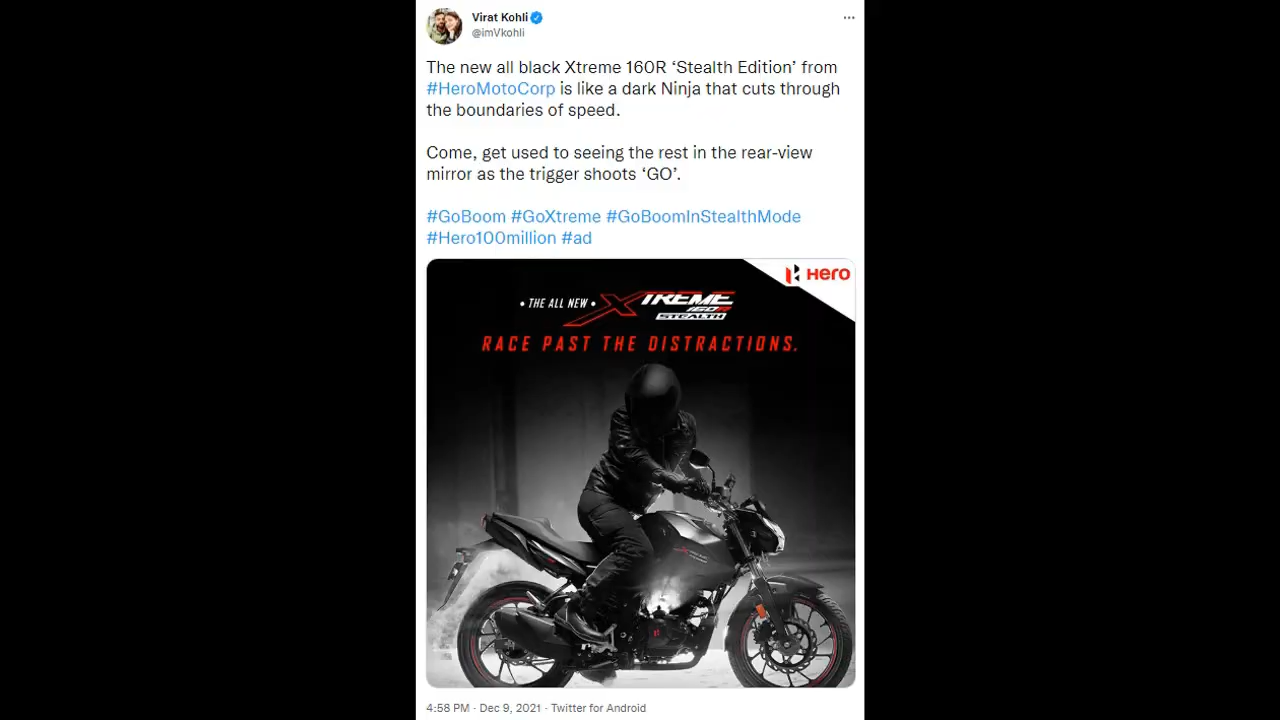 Virat Kohli
@imVkohli
The new all black Xtreme 160R ‘Stealth Edition’ from
#HeroMotoCorp is like a dark Ninja that cuts through
the boundaries of speed.
Come, get used to seeing the rest in the rear-view
mirror as the trigger shoots ‘GO’.
#GoBoom #GoXtreme #GoBoomInStealthMode
#Hero100million #ad
Hero
• THE ALL NEW • XTREME
160R
STEALTH
RACE PAST THE DISTRACTIONS.
4:58 PM · Dec 9, 2021 · Twitter for Android